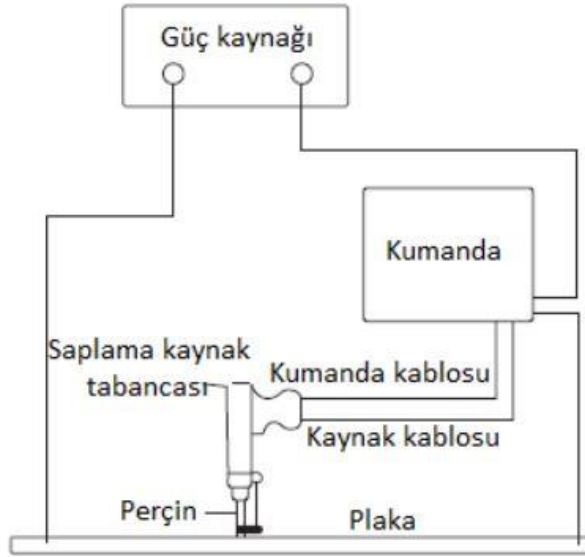 Güç kaynağı
Kumanda
Saplama kaynak
tabancası
Kumanda kablosu
Kaynak kablosu
Perçin
Plaka